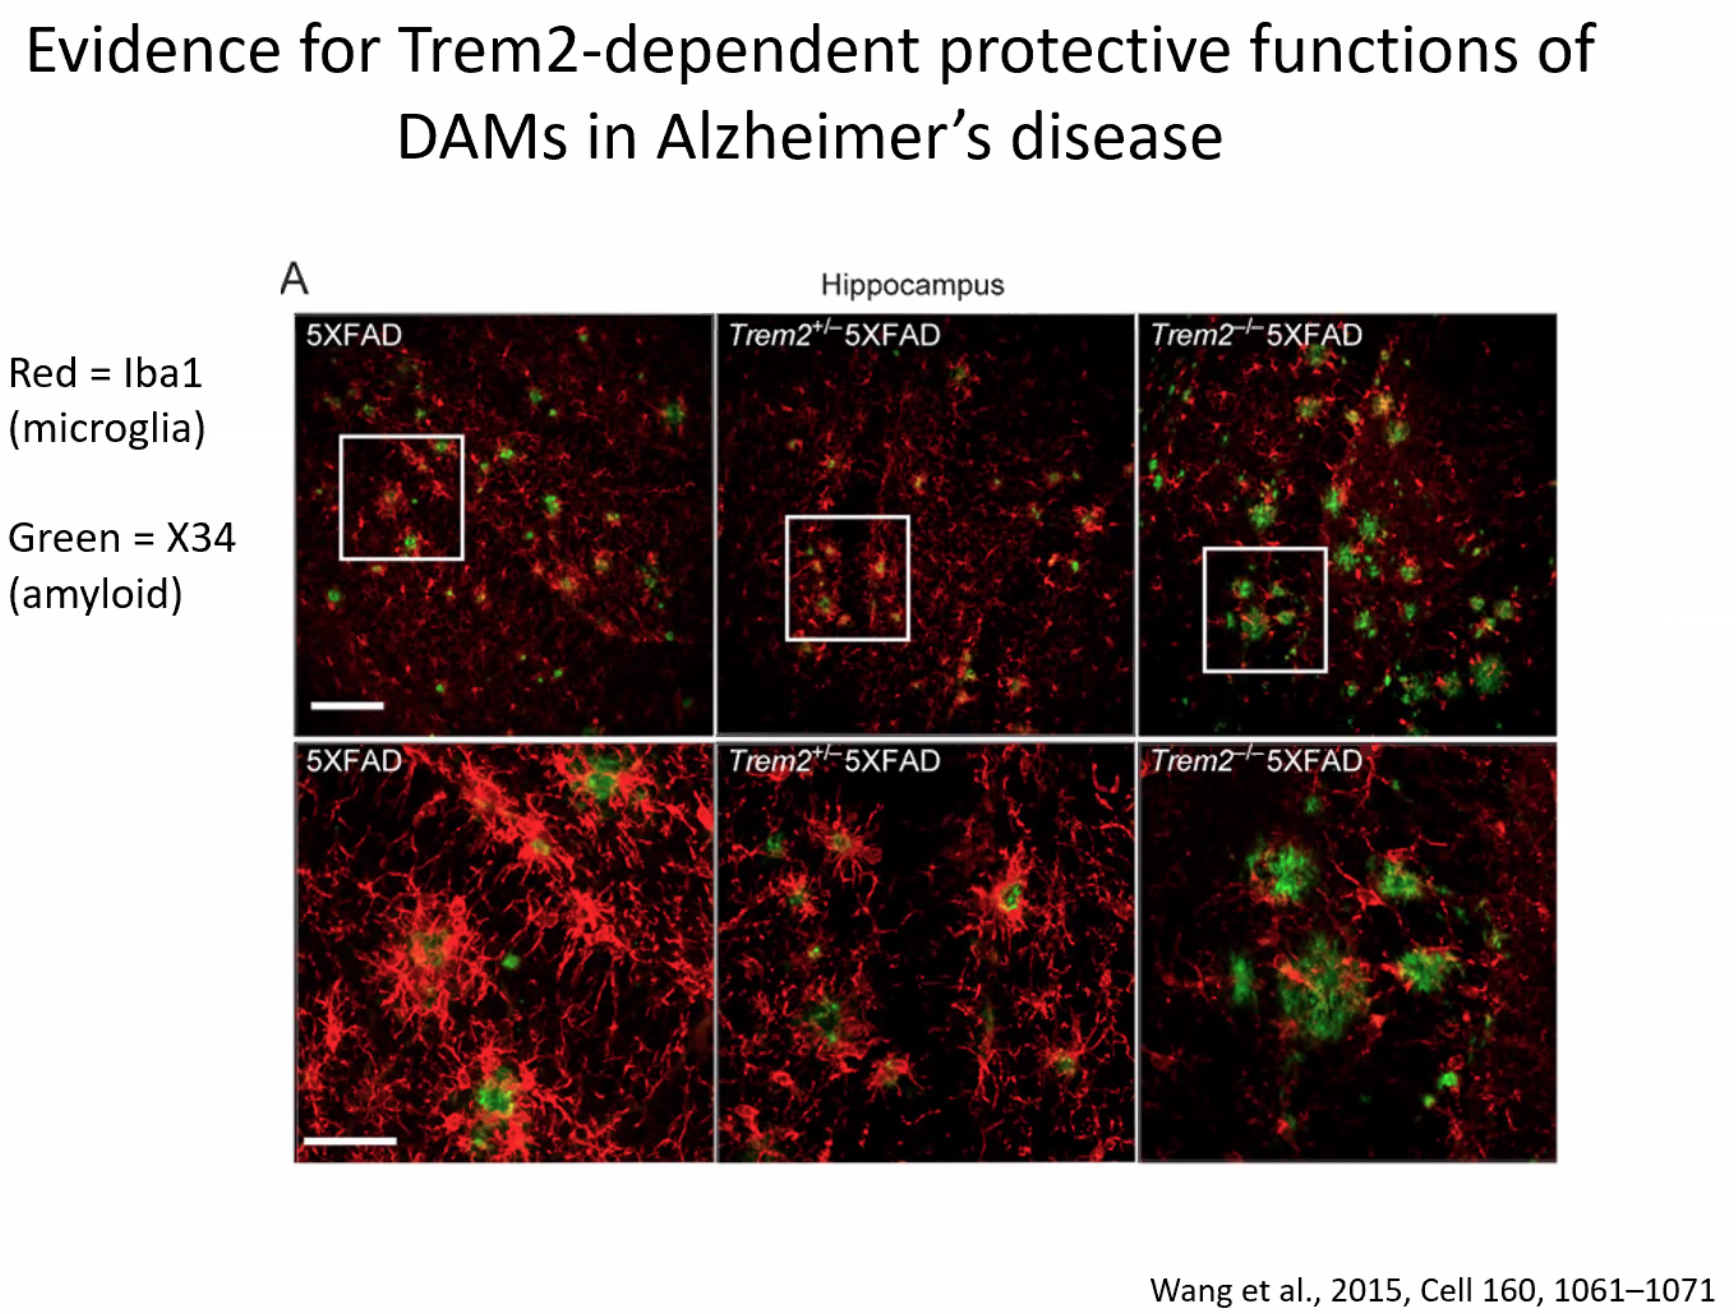 Evidence for Trem2-dependent protective functions of
DAMs in Alzheimer’s disease
A
Hippocampus
Red = Iba1
(microglia)
Green = X34
(amyloid)
5XFAD
Trem2+/–5XFAD
Trem2–/–5XFAD
5XFAD
Trem2+/–5XFAD
Trem2–/–5XFAD
Wang et al., 2015, Cell 160, 1061–1071